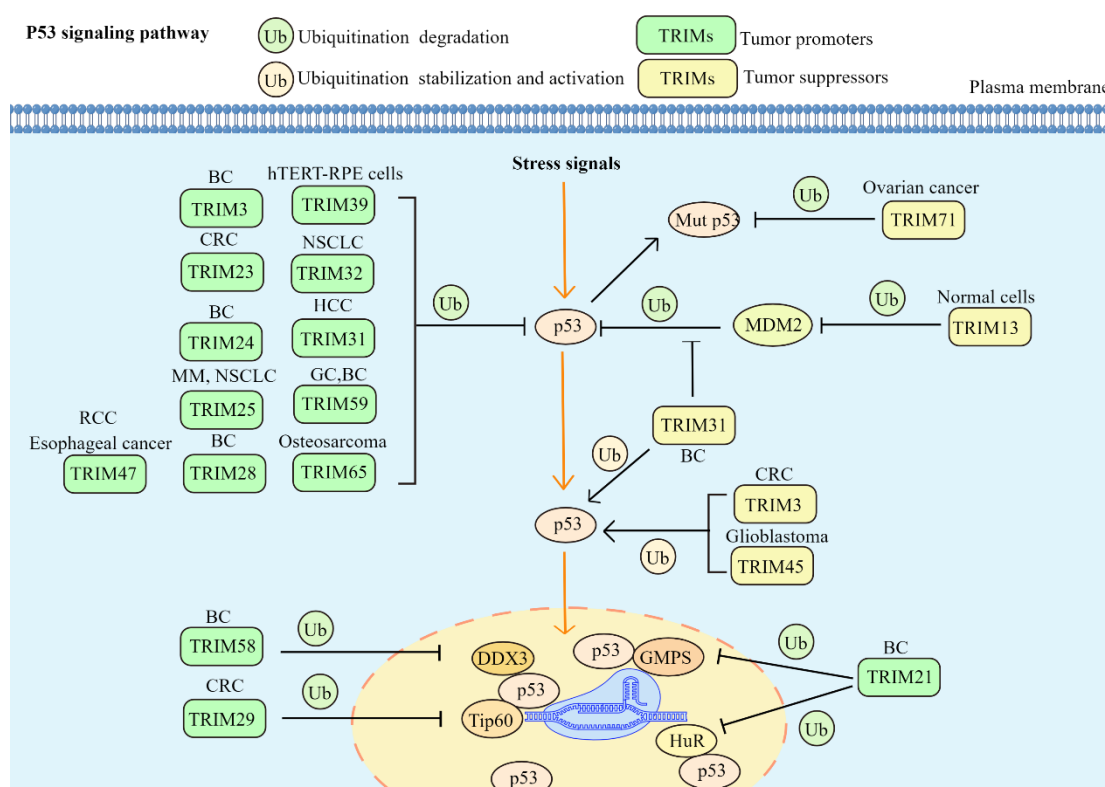 P53 signaling pathway
Ub Ubiquitination degradation
TRIMs Tumor promoters
Ub Ubiquitination stabilization and activation
TRIMs Tumor suppressors
Plasma membrane
Stress signals
BC
hTERT-RPE cells
TRIM3
TRIM39
CRC
NSCLC
TRIM23
TRIM32
BC
HCC
TRIM24
TRIM31
MM, NSCLC
GC,BC
TRIM25
TRIM59
RCC
Esophageal cancer
BC
Osteosarcoma
TRIM47
TRIM28
TRIM65
Ub
p53
Ub
MDM2
Ub
Normal cells
TRIM13
Mut p53
Ub
Ovarian cancer
TRIM71
TRIM31
BC
Ub
p53
Ub
CRC
TRIM3
Glioblastoma
TRIM45
BC
TRIM58
Ub
CRC
TRIM29
Ub
DDX3
p53
Tip60
p53
GMPS
HuR
p53
p53
Ub
BC
TRIM21
Ub